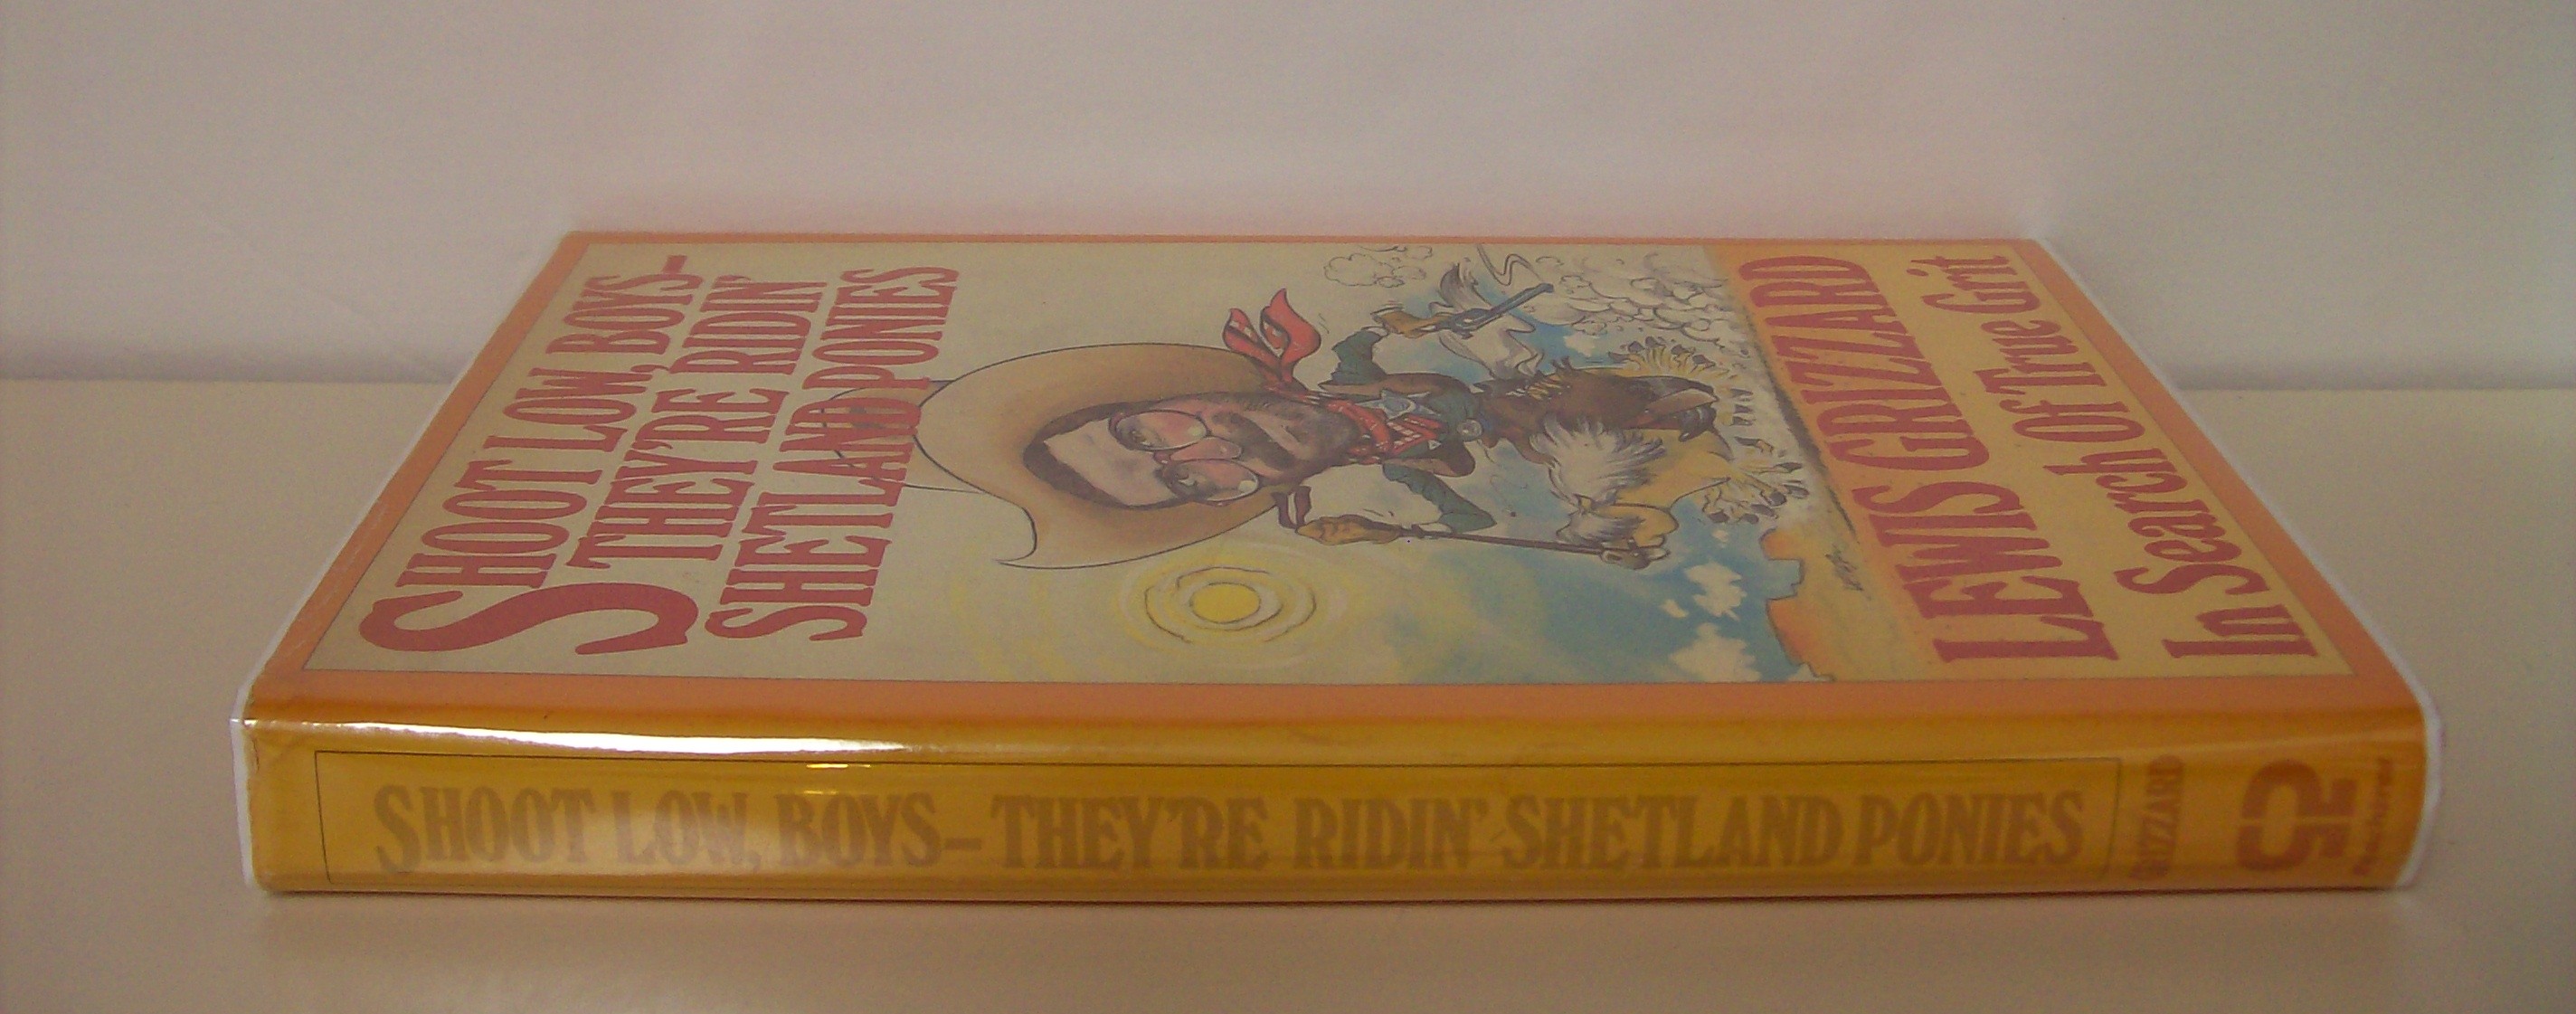 SHOOT LOW, BOYS–
THEY'RE RIDIN'
SHETLAND PONIES
LEWIS GRIZZARD
In Search Of True Grit
SHOOT LOW, BOYS–THEY'RE RIDIN' SHETLAND PONIES
GRIZZARD